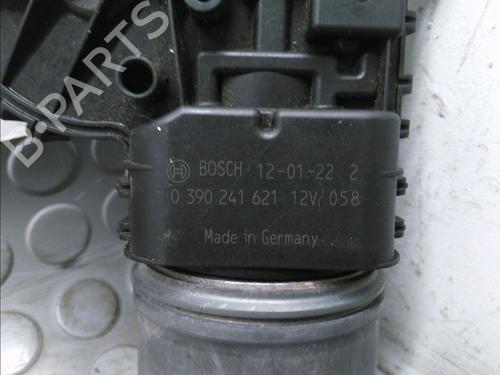 BOSCH 12-01-22 2
0 390 241 621 12V 058
Made in Germany
B-PARTS